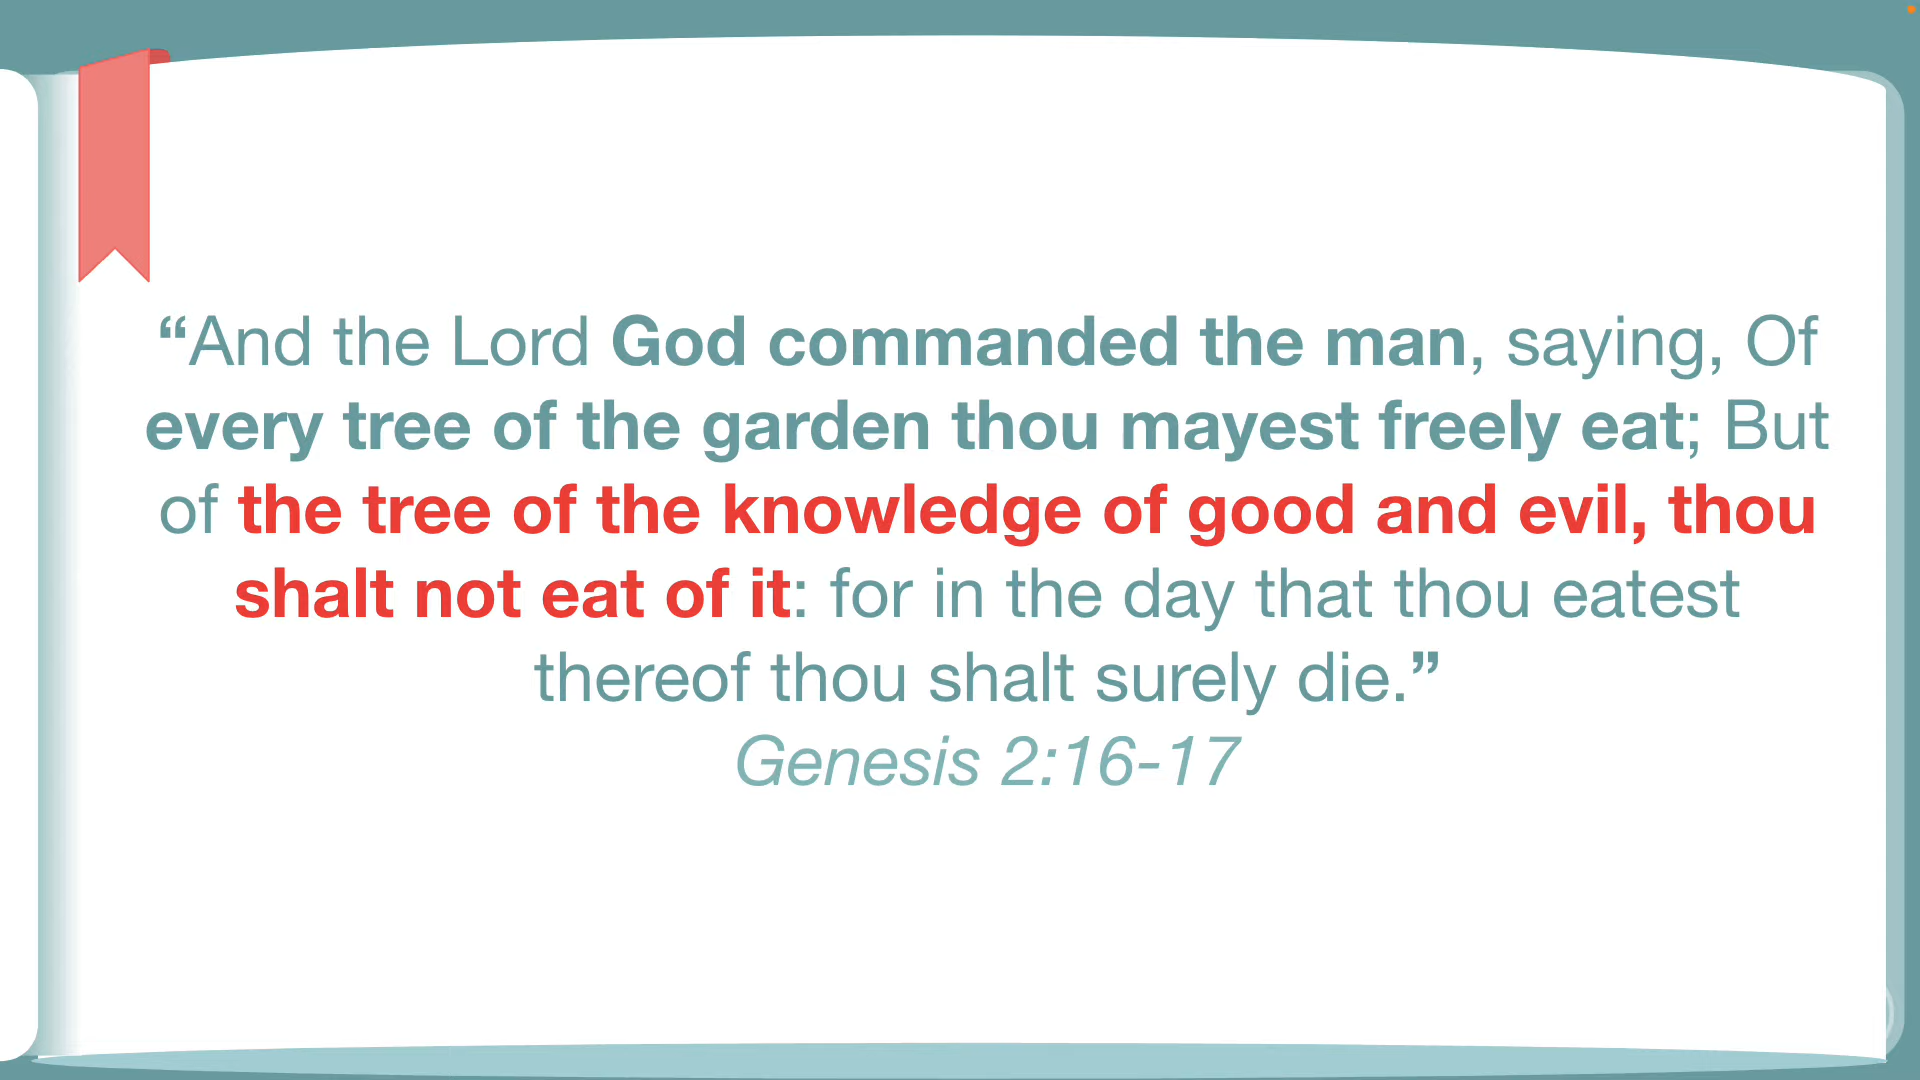 “And the Lord God commanded the man, saying, Of
every tree of the garden thou mayest freely eat; But
of the tree of the knowledge of good and evil, thou
shalt not eat of it: for in the day that thou eatest
thereof thou shalt surely die.”
Genesis 2:16-17